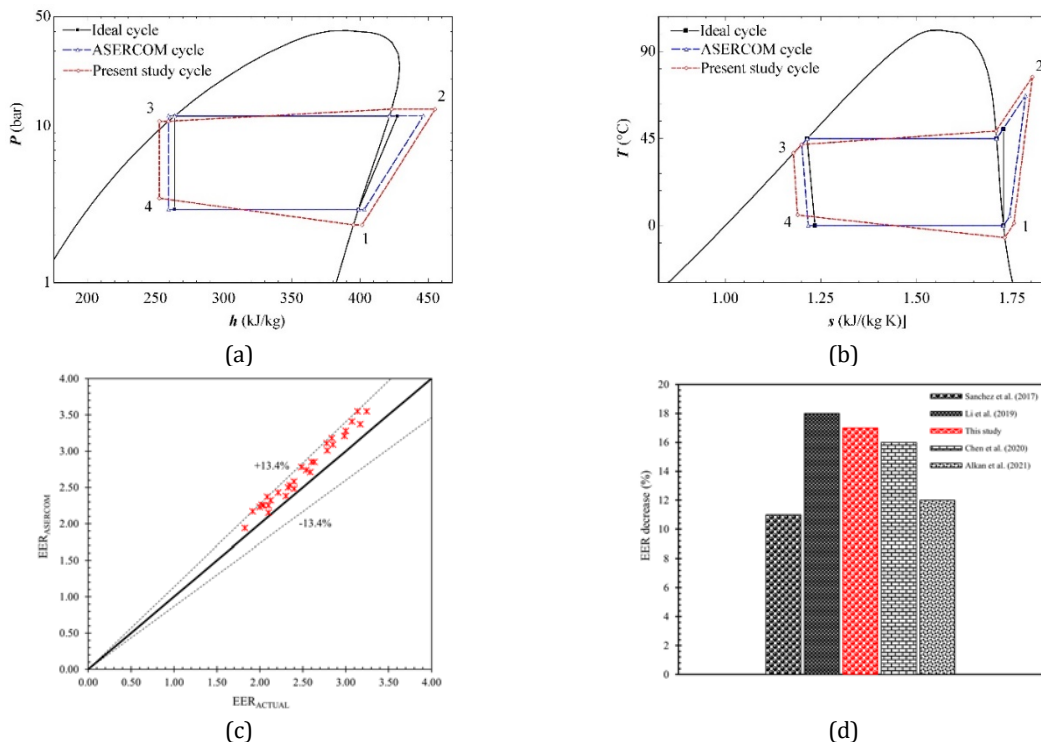 50
10
1
P (bar)
Ideal cycle
ASERCOM cycle
Present study cycle
3
2
4
1
200
250
300
350
400
450
h (kJ/kg)
(a)
90
45
0
T (°C)
Ideal cycle
ASERCOM cycle
Present study cycle
2
3
4
1
1.00
1.25
1.50
1.75
s (kJ/(kg K)]
(b)
4.00
3.50
3.00
2.50
2.00
1.50
1.00
0.50
0.00
EER ASERCOM
+13.4%
-13.4%
0.00
0.50
1.00
1.50
2.00
2.50
3.00
3.50
4.00
EER ACTUAL
(c)
20
18
16
14
12
10
8
6
4
2
0
EER decrease (%)
Sanchez et al. (2017)
Li et al. (2019)
This study
Chen et al. (2020)
Alkan et al. (2021)
(d)